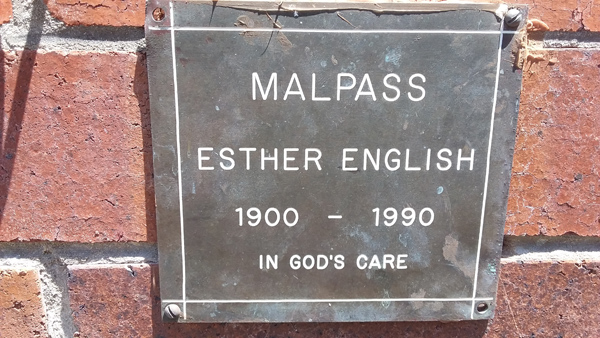 MALPASS
ESTHER ENGLISH
1900 - 1990
IN GOD'S CARE